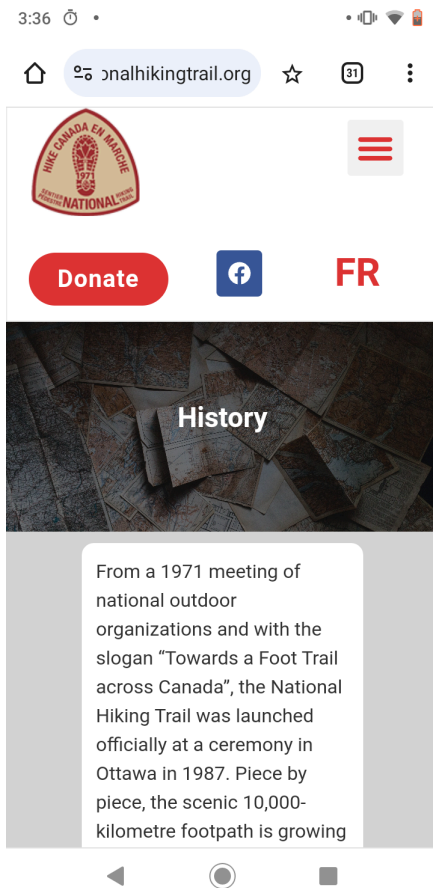 3:36
31
onalhikingtrail.org
HIKE CANADA EN MARCHE
1971
SENTIER PÉDESTRE NATIONAL HIKING TRAIL
Donate
FR
History
From a 1971 meeting of
national outdoor
organizations and with the
slogan “Towards a Foot Trail
across Canada”, the National
Hiking Trail was launched
officially at a ceremony in
Ottawa in 1987. Piece by
piece, the scenic 10,000-
kilometre footpath is growing